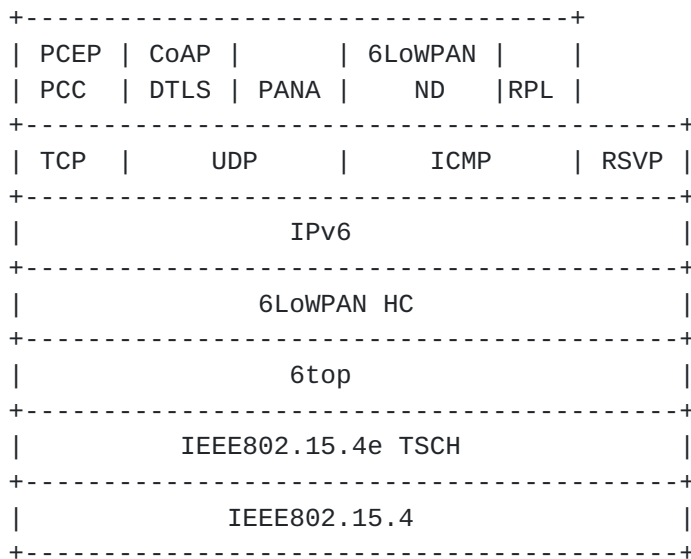 +-----------------------------------+
| PCEP | CoAP |      | 6LoWPAN |    |
| PCC  | DTLS | PANA |    ND   |RPL |
+------------------------------------------+
| TCP  |     UDP     |     ICMP     | RSVP |
+------------------------------------------+
|                 IPv6                     |
+------------------------------------------+
|               6LoWPAN HC                 |
+------------------------------------------+
|                 6top                     |
+------------------------------------------+
|          IEEE802.15.4e TSCH              |
+------------------------------------------+
|             IEEE802.15.4                 |
+------------------------------------------+